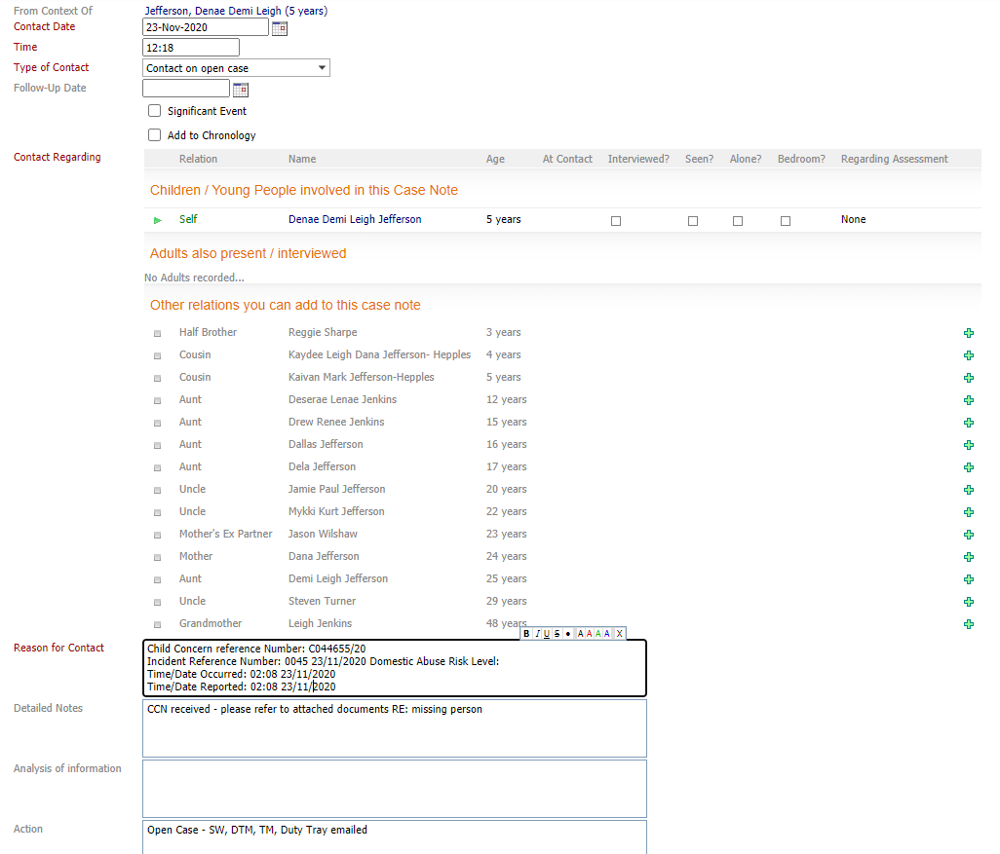 From Context Of Jefferson, Denae Demi Leigh (5 years)
Contact Date 23-Nov-2020
Time 12:18
Type of Contact Contact on open case
Follow-Up Date
Significant Event
Add to Chronology
Contact Regarding Relation Name Age At Contact Interviewed? Seen? Alone? Bedroom? Regarding Assessment
Children / Young People involved in this Case Note
Self Denae Demi Leigh Jefferson 5 years None
Adults also present / interviewed
No Adults recorded...
Other relations you can add to this case note
Half Brother Reggie Sharpe 3 years
Cousin Kaydee Leigh Dana Jefferson- Hepples 4 years
Cousin Kaivan Mark Jefferson-Hepples 5 years
Aunt Deserae Lenae Jenkins 12 years
Aunt Drew Renee Jenkins 15 years
Aunt Dallas Jefferson 16 years
Aunt Dela Jefferson 17 years
Uncle Jamie Paul Jefferson 20 years
Uncle Mykki Kurt Jefferson 22 years
Mother's Ex Partner Jason Wilshaw 23 years
Mother Dana Jefferson 24 years
Aunt Demi Leigh Jefferson 25 years
Uncle Steven Turner 29 years
Grandmother Leigh Jenkins 48 years
B I U S • A A A A X
Reason for Contact Child Concern reference Number: C044655/20
Incident Reference Number: 0045 23/11/2020 Domestic Abuse Risk Level:
Time/Date Occurred: 02:08 23/11/2020
Time/Date Reported: 02:08 23/11/2020
Detailed Notes CCN received - please refer to attached documents RE: missing person
Analysis of information
Action Open Case - SW, DTM, TM, Duty Tray emailed